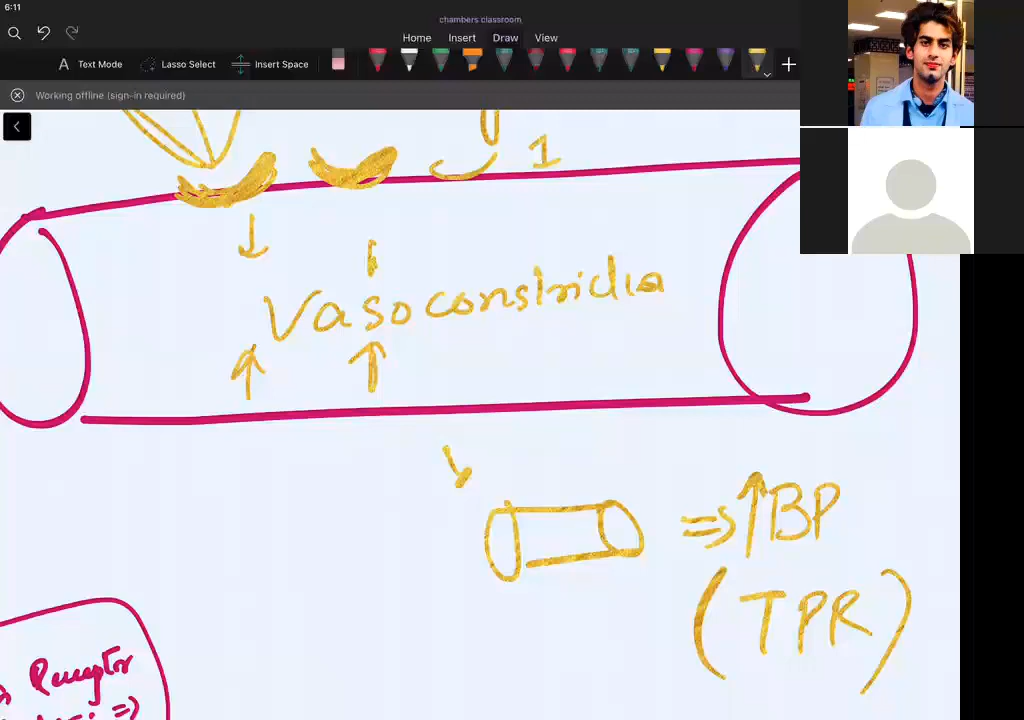 6:11
chambers classroom
Home Insert Draw View
A Text Mode Lasso Select Insert Space
Working offline (sign-in required)
1
Vasoconstrictio
=> ↑BP
(TPR)
Receptor
=>